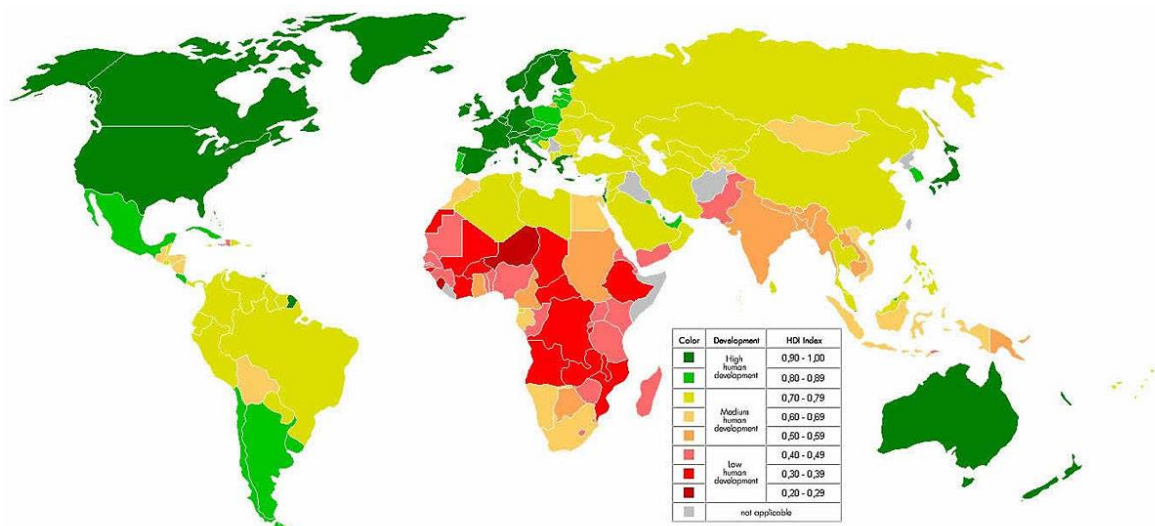 Color Development HDI Index
High human development
0,90 - 1,00
0,80 - 0,89
Medium human development
0,70 - 0,79
0,60 - 0,69
0,50 - 0,59
Low human development
0,40 - 0,49
0,30 - 0,39
0,20 - 0,29
not applicable